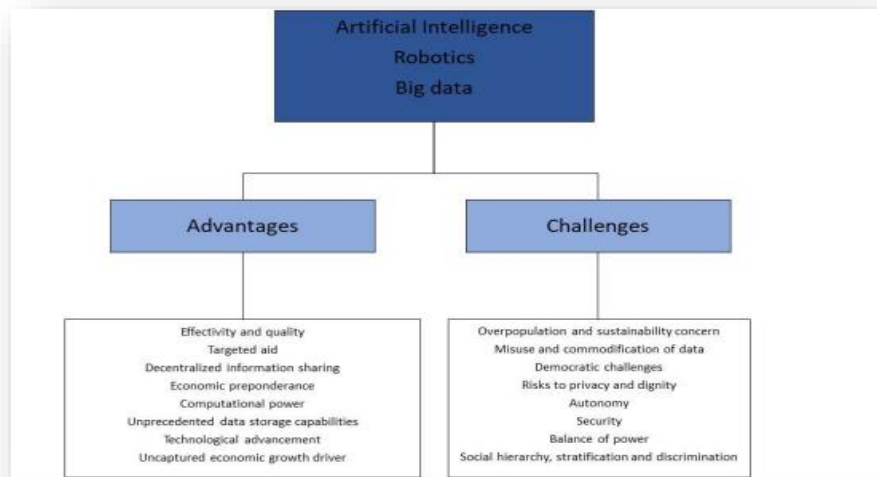 Artificial Intelligence
Robotics
Big data
Advantages
Challenges
Effectivity and quality
Targeted aid
Decentralized information sharing
Economic preponderance
Computational power
Unprecedented data storage capabilities
Technological advancement
Uncaptured economic growth driver
Overpopulation and sustainability concern
Misuse and commodification of data
Democratic challenges
Risks to privacy and dignity
Autonomy
Security
Balance of power
Social hierarchy, stratification and discrimination